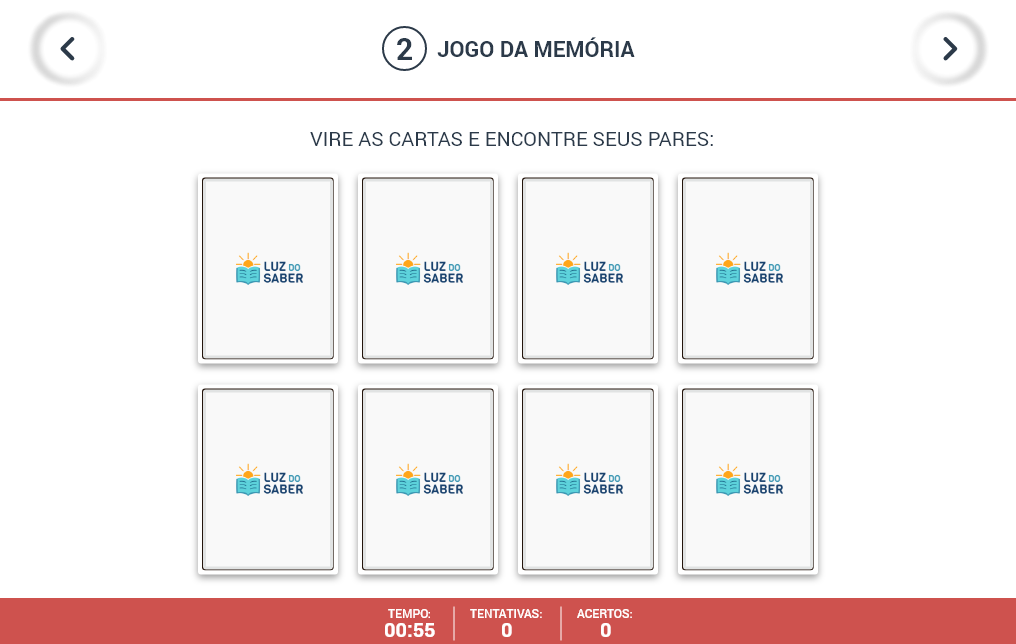 2 JOGO DA MEMÓRIA
VIRE AS CARTAS E ENCONTRE SEUS PARES:
LUZ DO
SABER
LUZ DO
SABER
LUZ DO
SABER
LUZ DO
SABER
LUZ DO
SABER
LUZ DO
SABER
LUZ DO
SABER
LUZ DO
SABER
TEMPO:
00:55
TENTATIVAS:
0
ACERTOS:
0